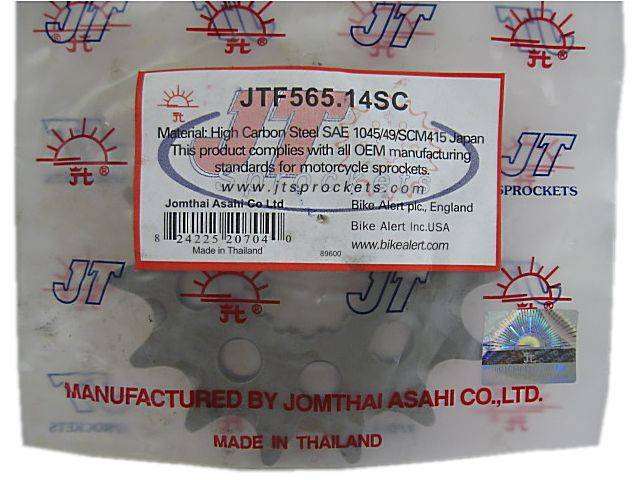 JT
JT
JTF565.14SC
Material: High Carbon Steel SAE 1045/49/SCM415 Japan
This product complies with all OEM manufacturing
standards for motorcycle sprockets.
www.jtsprockets.com
Jomthai Asahi Co Ltd
Bike Alert plc., England
8 24225 20704 0
Bike Alert Inc.USA
Made in Thailand
89600
www.bikealert.com
JT
SPROCKETS
JT
JT
MANUFACTURED BY JOMTHAI ASAHI CO.,LTD.
MADE IN THAILAND